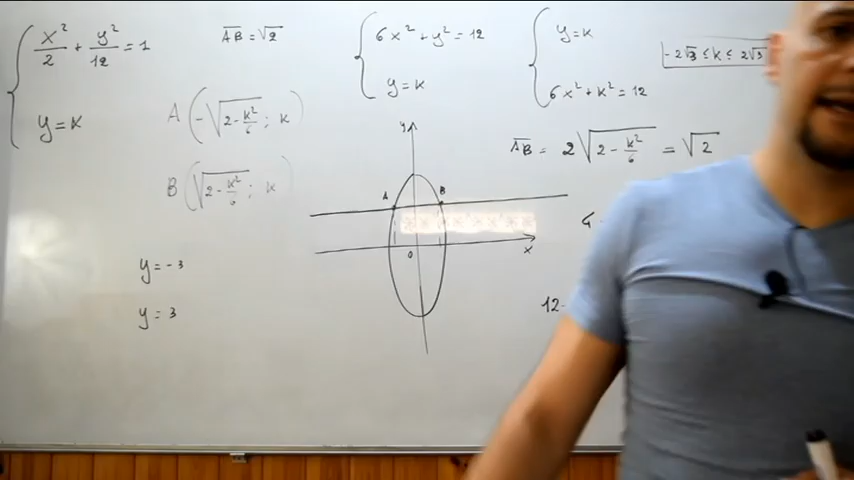 x²/2 + y²/12 = 1
y = k
AB = √2
A (-√(2 - k²/6) ; k)
B (√(2 - k²/6) ; k)
y = -3
y = 3
6x² + y² = 12
y = k
y
A B
O
x
y = k
6x² + k² = 12
-2√3 ≤ k ≤ 2√3
AB = 2√(2 - k²/6) = √2
12-